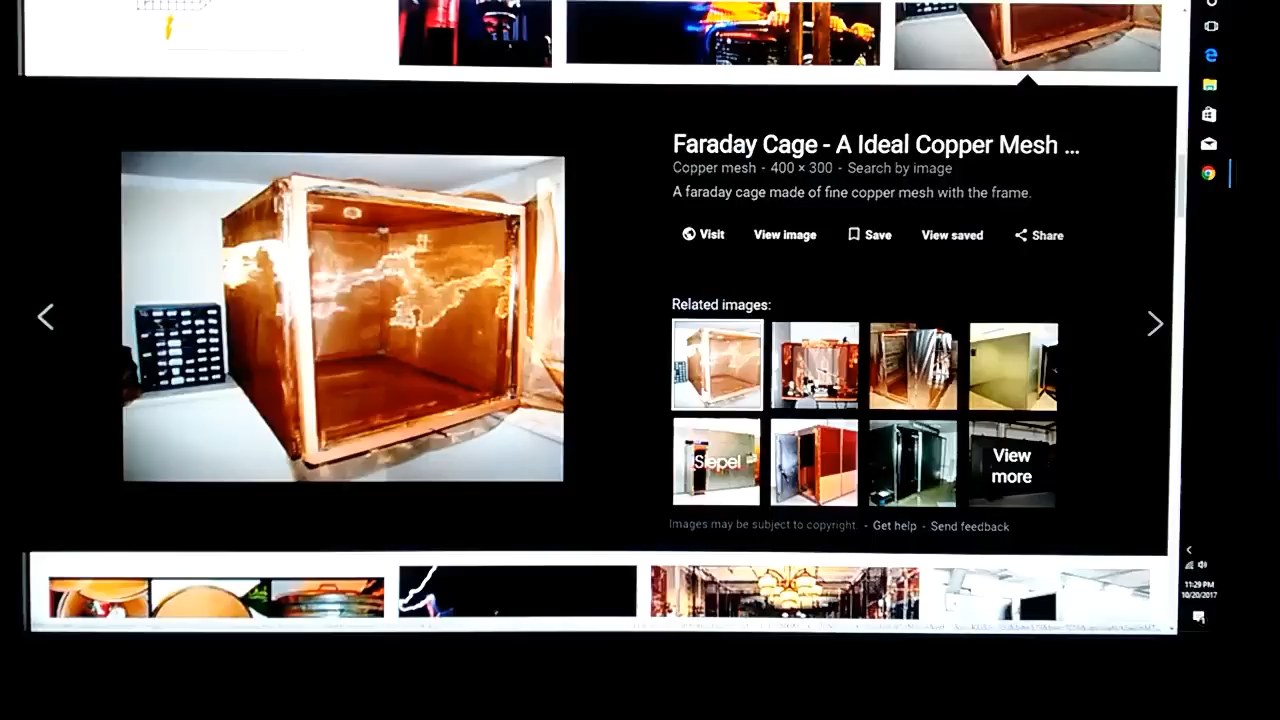 Faraday Cage - A Ideal Copper Mesh ...
Copper mesh - 400 × 300 - Search by image
A faraday cage made of fine copper mesh with the frame.
Visit View image Save View saved Share
Related images:
Siepel
View more
Images may be subject to copyright. - Get help - Send feedback
11:29 PM
10/20/2017